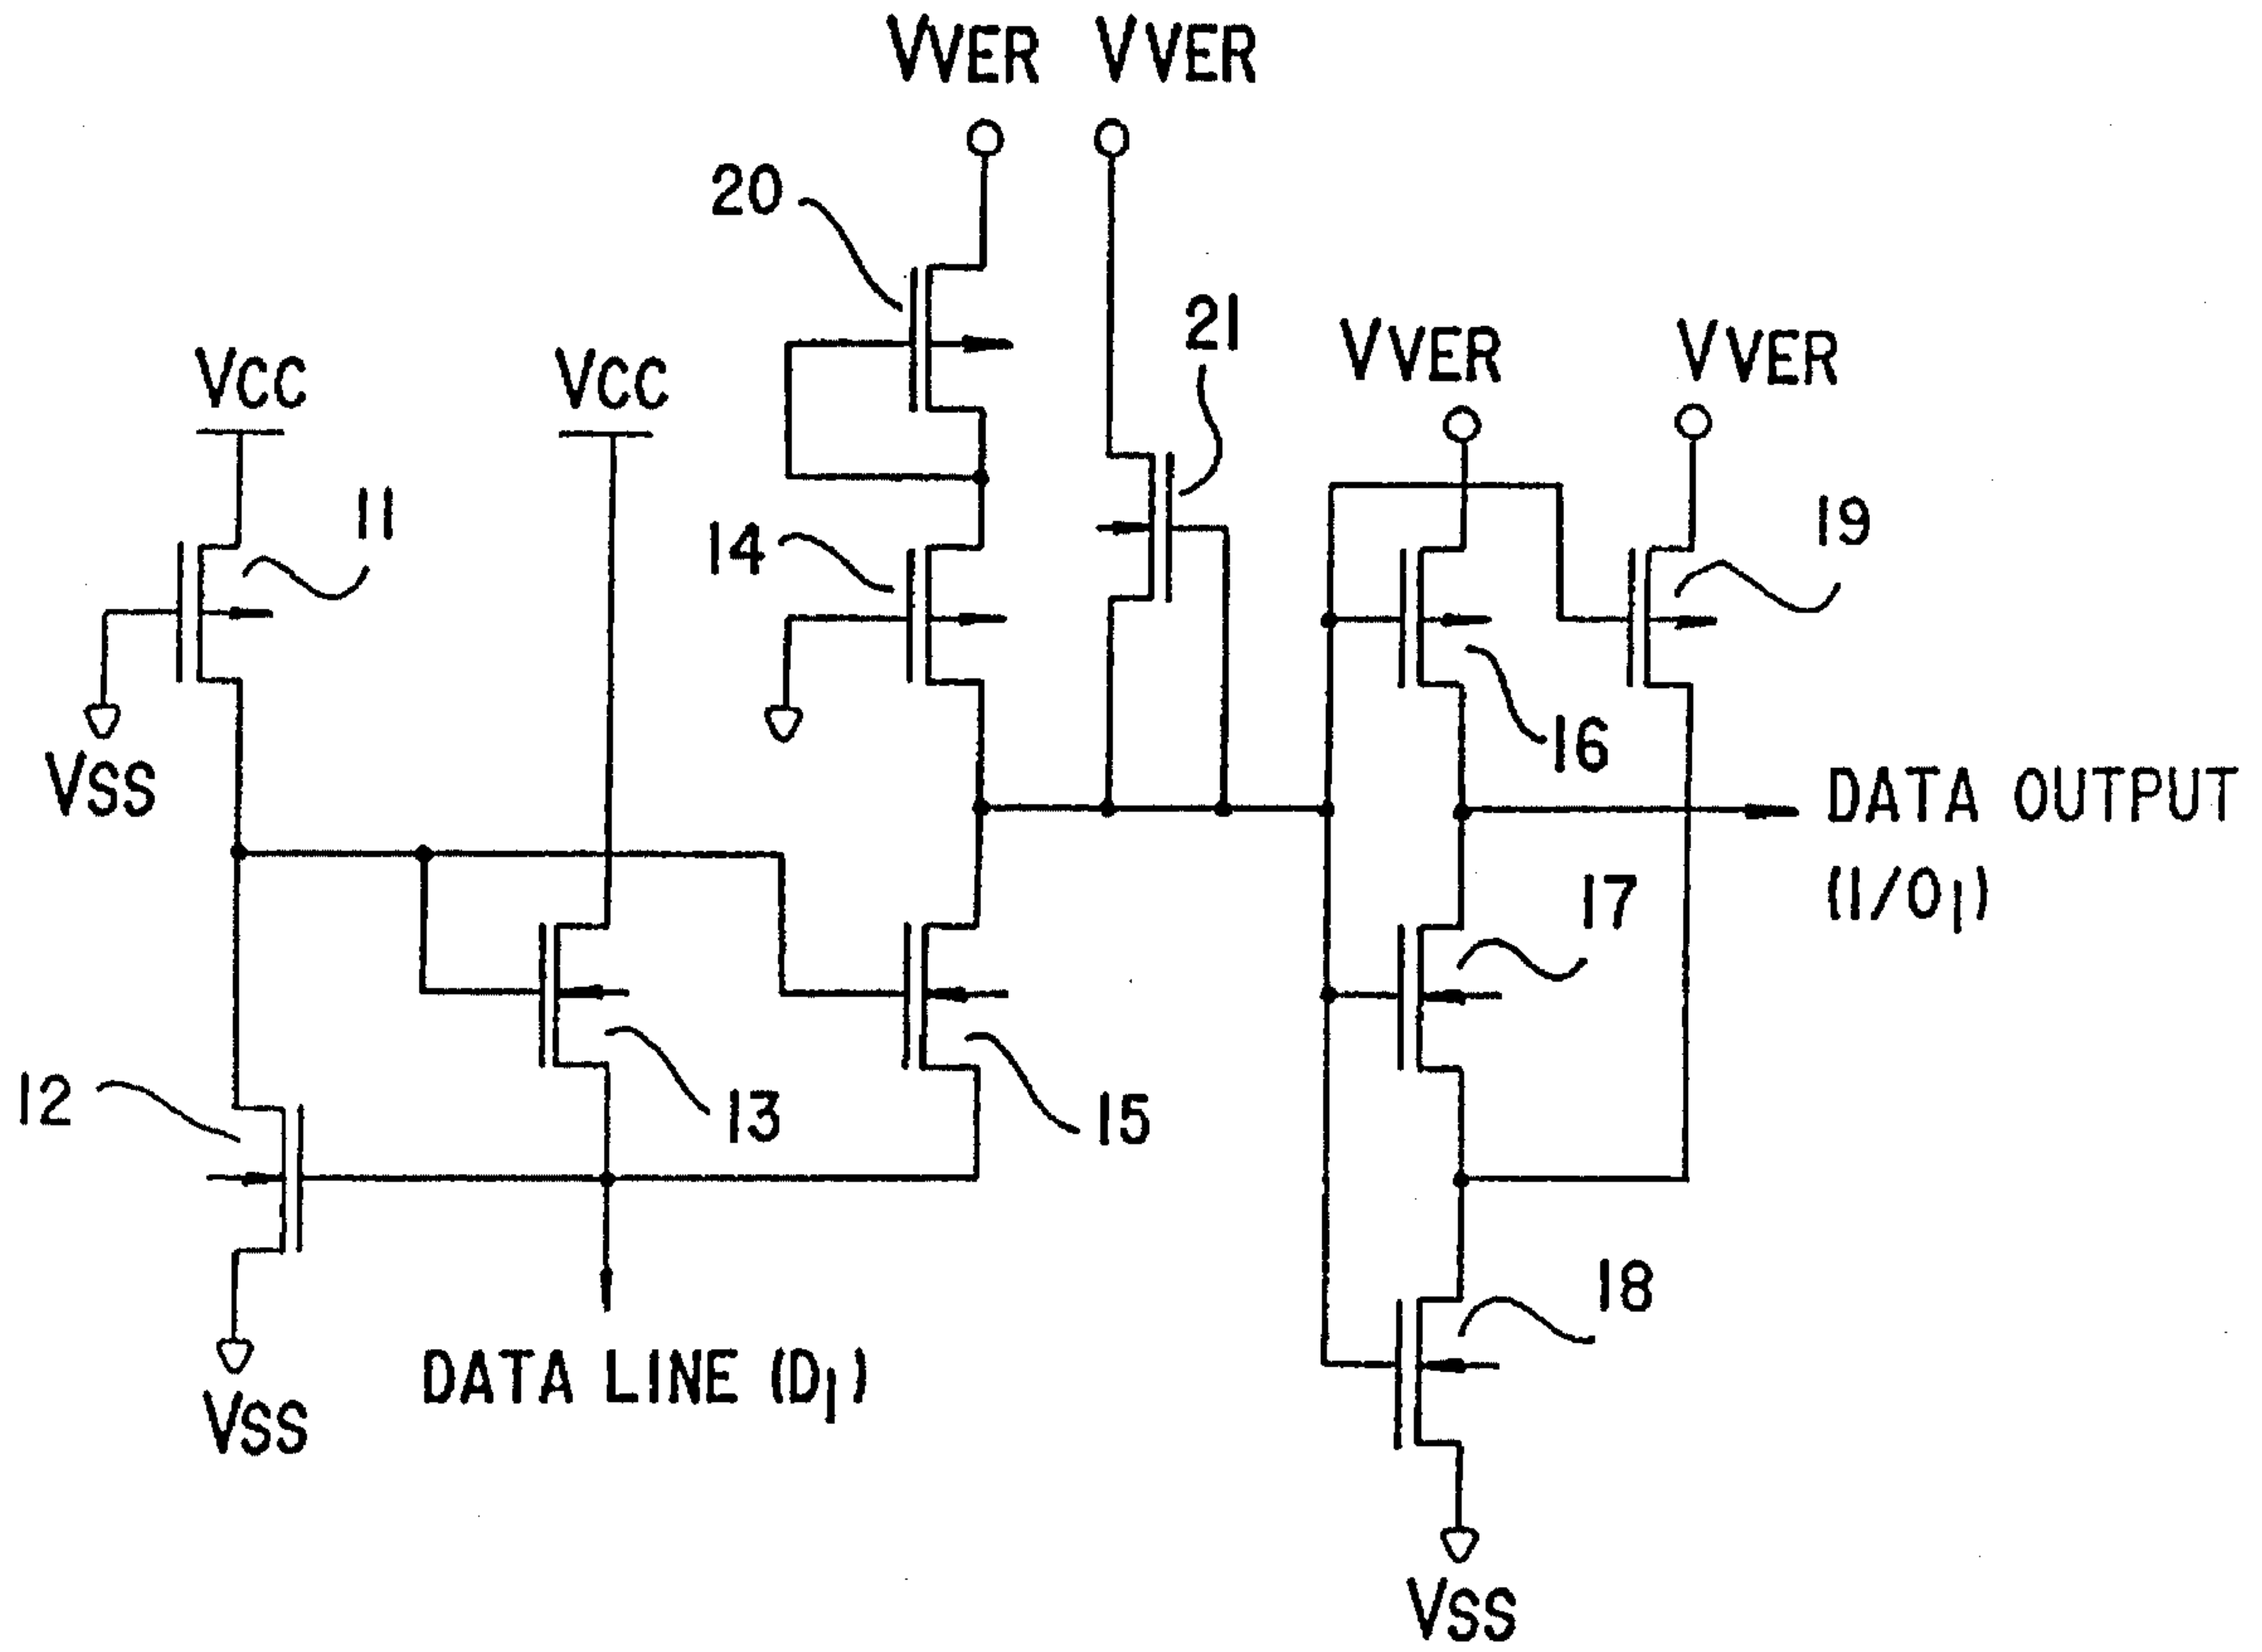 VVER VVER
20
21
VVER VVER
VCC VCC
11
14
19
16
VSS
DATA OUTPUT
(I/O1)
17
12
13
15
18
DATA LINE (D1)
VSS
VSS